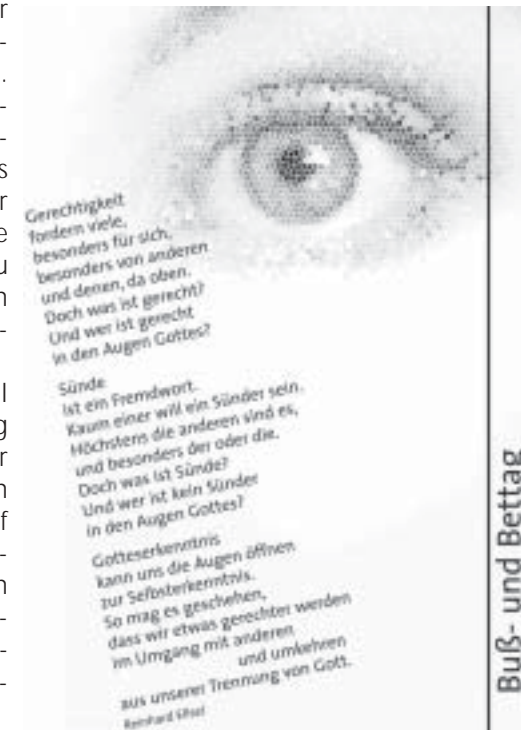 Gerechtigkeit
fordern viele,
besonders für sich,
besonders von anderen
und denen, da oben.
Doch was ist gerecht?
Und wer ist gerecht
in den Augen Gottes?
Sünde
ist ein Fremdwort.
Kaum einer will ein Sünder sein.
Höchstens die anderen sind es,
und besonders der oder die.
Doch was ist Sünde?
Und wer ist kein Sünder
in den Augen Gottes?
Gotteserkenntnis
kann uns die Augen öffnen
zur Selbsterkenntnis.
So mag es geschehen,
dass wir etwas gerechter werden
im Umgang mit anderen
und umkehren
aus unserer Trennung von Gott.
Reinhard
Buß- und Bettag